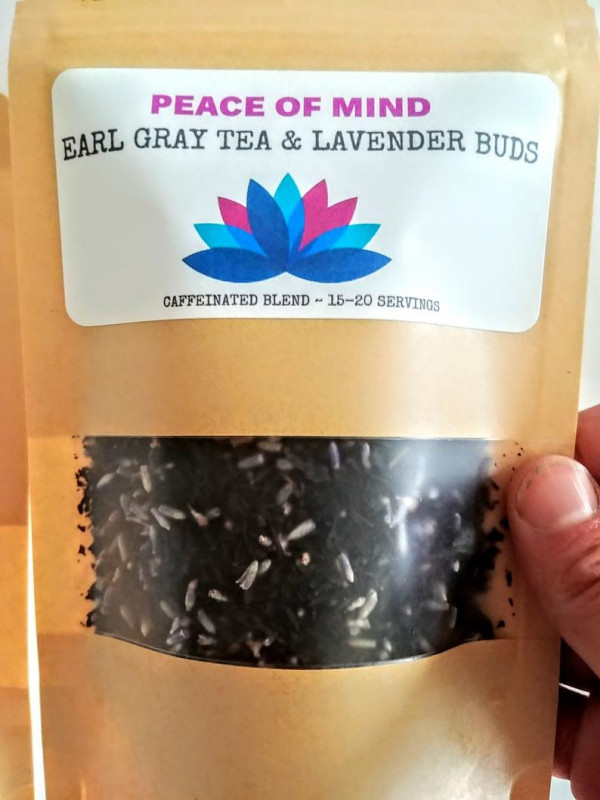 PEACE OF MIND
EARL GRAY TEA & LAVENDER BUDS
CAFFEINATED BLEND ~ 15-20 SERVINGS